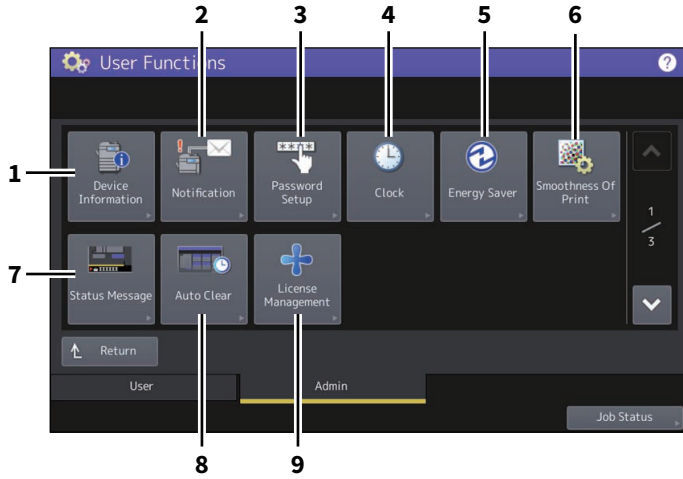 2 3 4 5 6
User Functions ?
1
Device
Information
Notification
Password
Setup
Clock
Energy Saver
Smoothness Of
Print
1
3
7
Status Message
Auto Clear
License
Management
Return
User Admin
Job Status
8 9